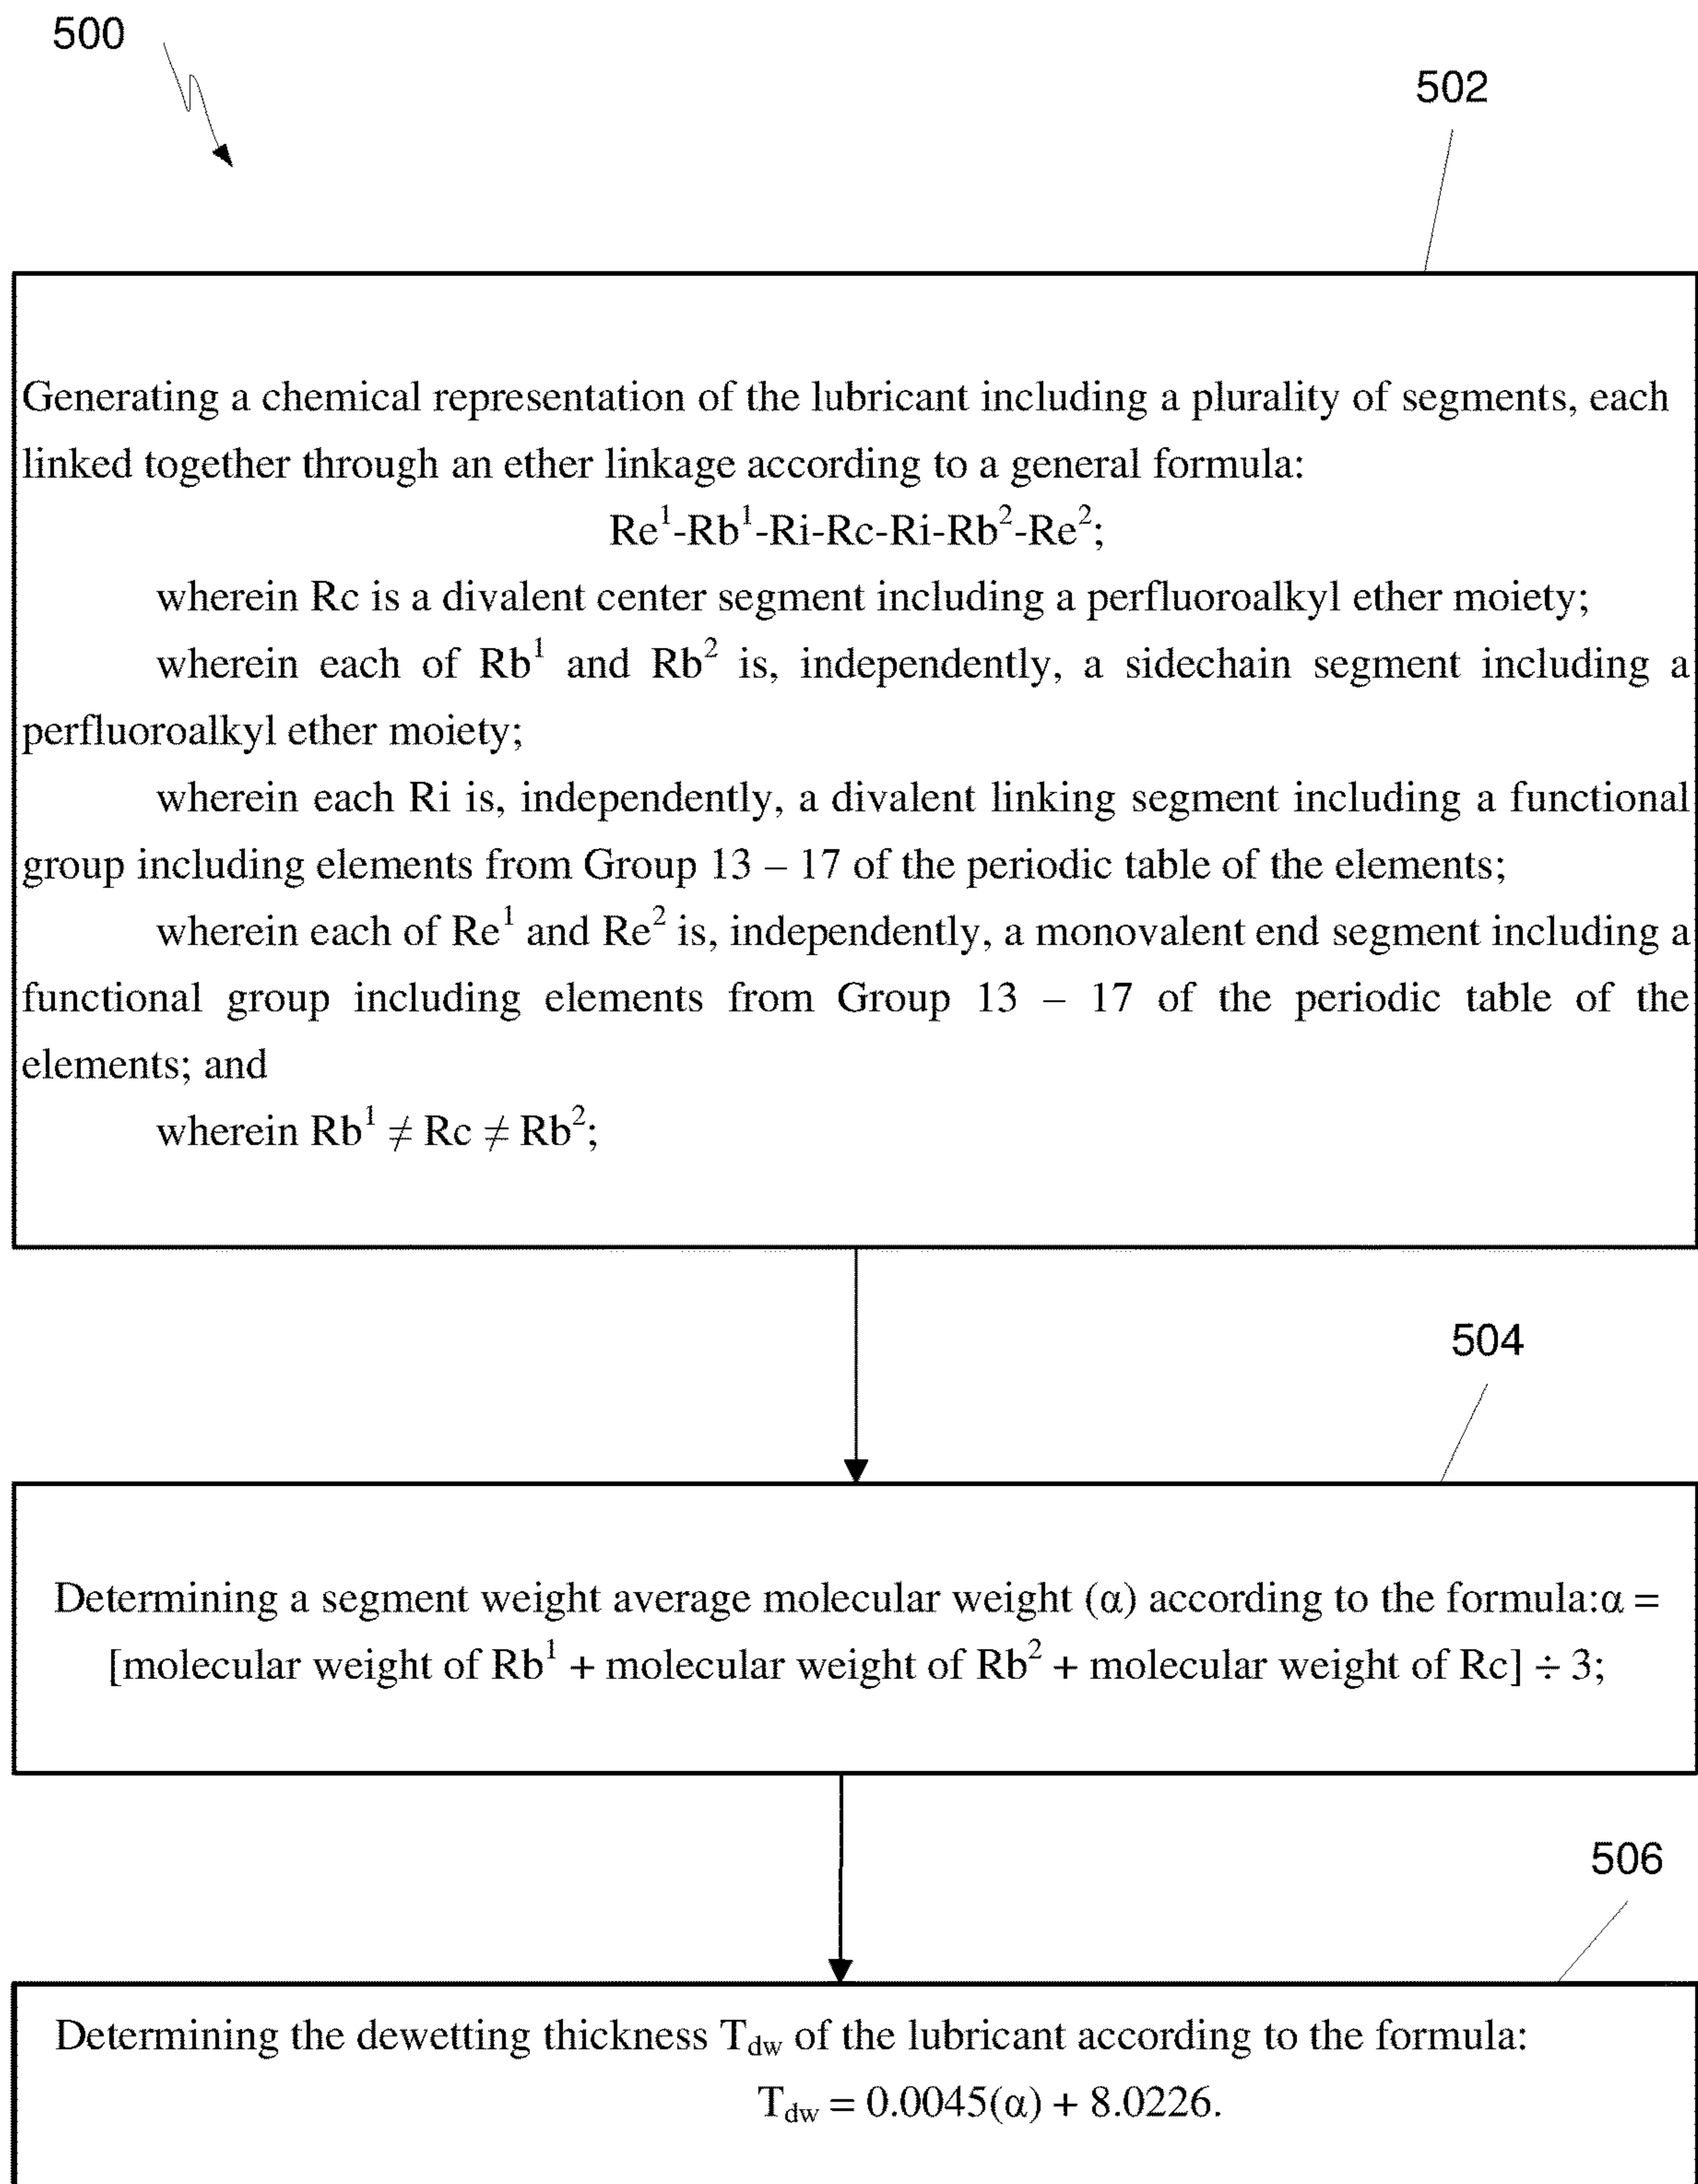 500
502
Generating a chemical representation of the lubricant including a plurality of segments, each
linked together through an ether linkage according to a general formula:
Re¹-Rb¹-Ri-Rc-Ri-Rb²-Re²;
wherein Rc is a divalent center segment including a perfluoroalkyl ether moiety;
wherein each of Rb¹ and Rb² is, independently, a sidechain segment including a
perfluoroalkyl ether moiety;
wherein each Ri is, independently, a divalent linking segment including a functional
group including elements from Group 13 – 17 of the periodic table of the elements;
wherein each of Re¹ and Re² is, independently, a monovalent end segment including a
functional group including elements from Group 13 – 17 of the periodic table of the
elements; and
wherein Rb¹ ≠ Rc ≠ Rb²;
504
Determining a segment weight average molecular weight (α) according to the formula:α =
[molecular weight of Rb¹ + molecular weight of Rb² + molecular weight of Rc] ÷ 3;
506
Determining the dewetting thickness T_dw of the lubricant according to the formula:
T_dw = 0.0045(α) + 8.0226.